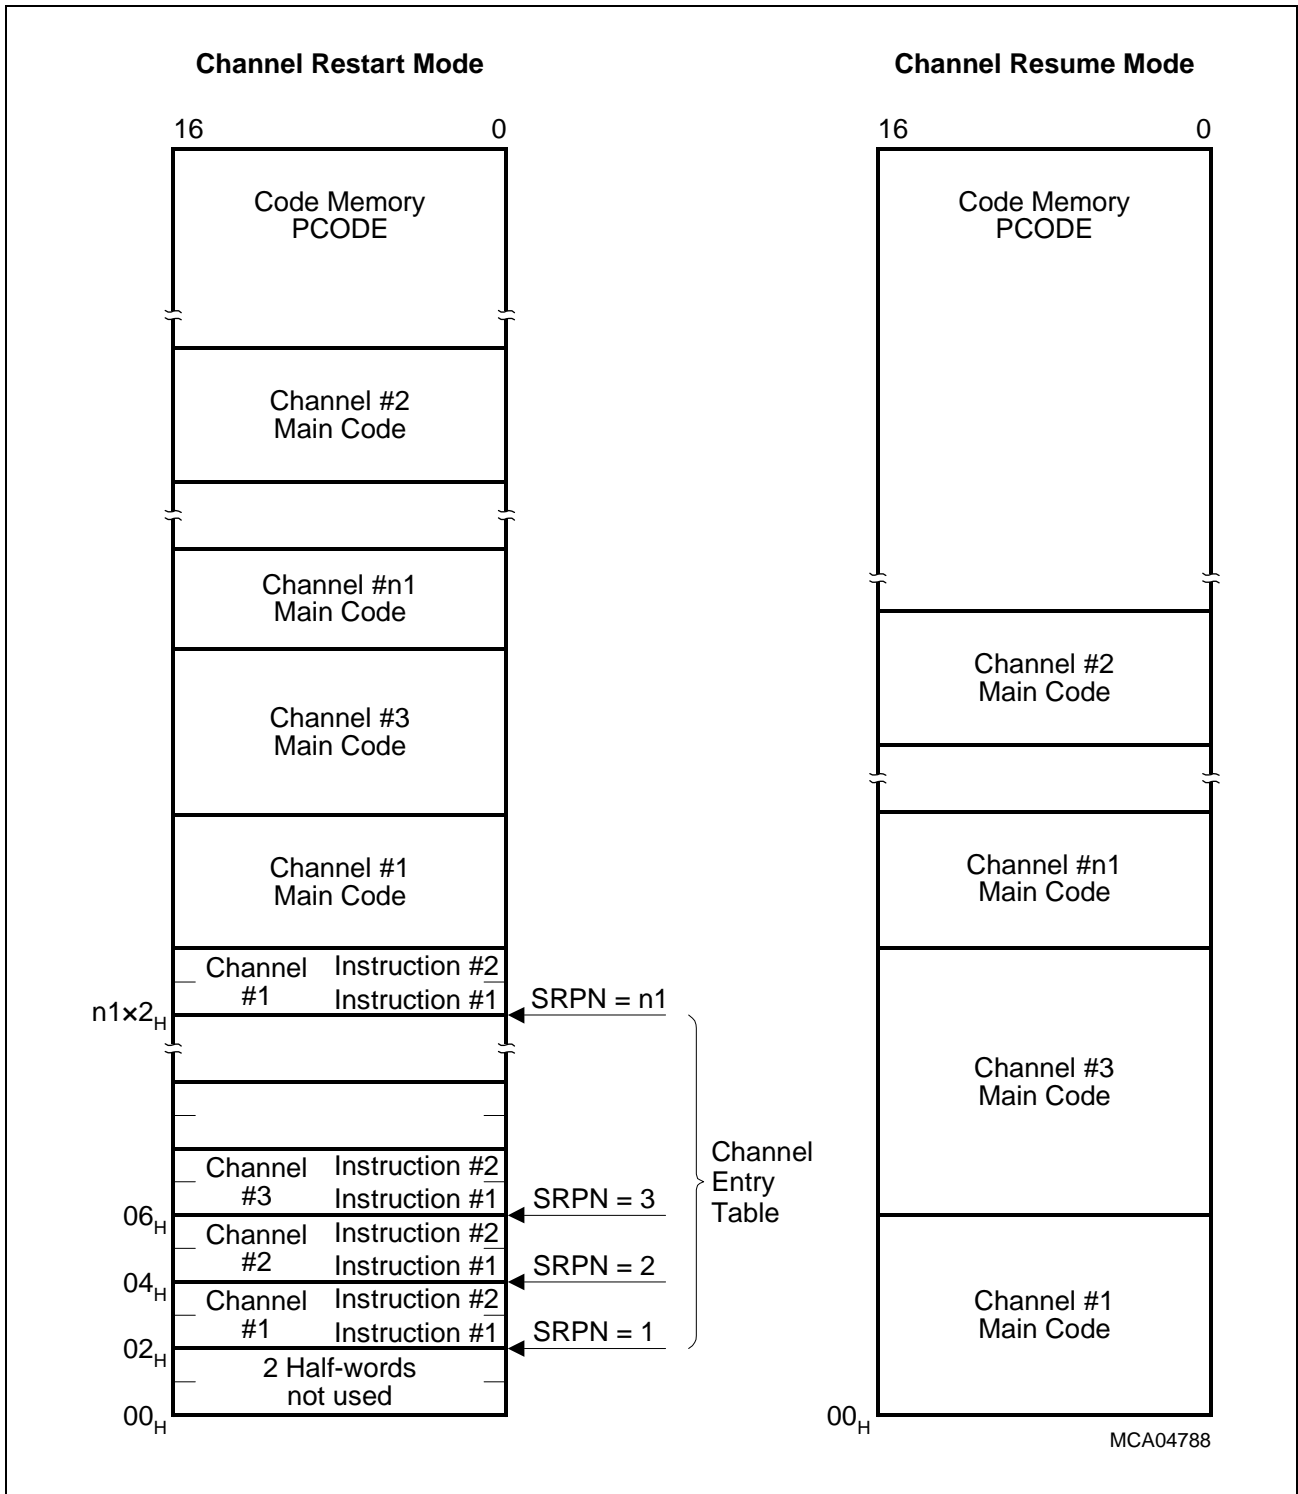 Channel Restart Mode
16 0
Code Memory
PCODE
Channel #2
Main Code
Channel #n1
Main Code
Channel #3
Main Code
Channel #1
Main Code
Channel
#1
Instruction #2
Instruction #1
n1×2H
SRPN = n1
Channel
#3
Instruction #2
Instruction #1
06H
SRPN = 3
Channel
#2
Instruction #2
Instruction #1
04H
SRPN = 2
Channel
#1
Instruction #2
Instruction #1
02H
SRPN = 1
2 Half-words
not used
00H
Channel
Entry
Table
Channel Resume Mode
16 0
Code Memory
PCODE
Channel #2
Main Code
Channel #n1
Main Code
Channel #3
Main Code
Channel #1
Main Code
00H
MCA04788